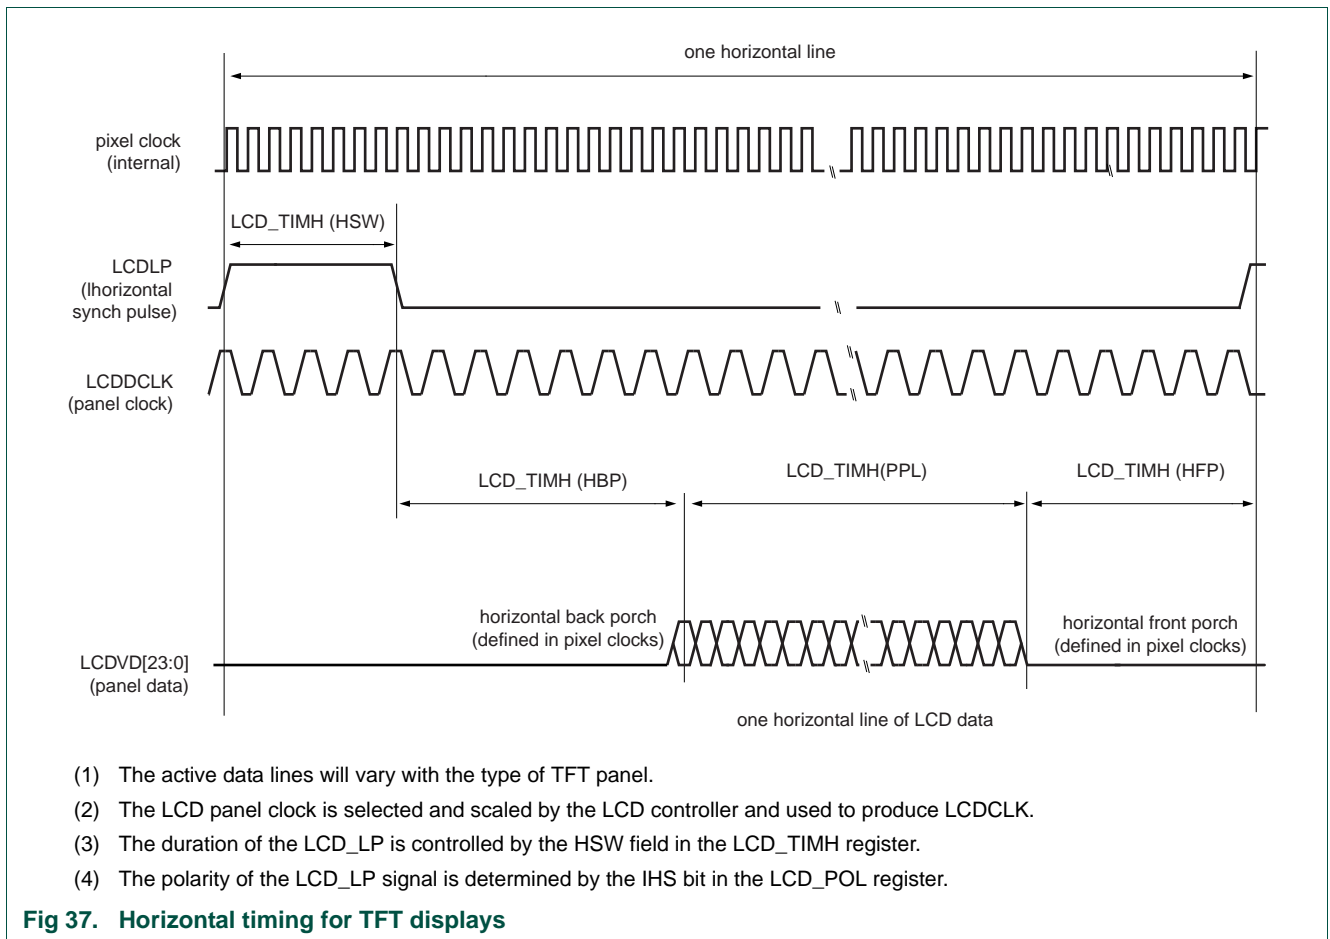 one horizontal line
pixel clock
(internal)
LCD_TIMH (HSW)
LCDLP
(lhorizontal
synch pulse)
LCDDCLK
(panel clock)
LCD_TIMH (HBP)
LCD_TIMH(PPL)
LCD_TIMH (HFP)
horizontal back porch
(defined in pixel clocks)
horizontal front porch
(defined in pixel clocks)
LCDVD[23:0]
(panel data)
one horizontal line of LCD data
(1) The active data lines will vary with the type of TFT panel.
(2) The LCD panel clock is selected and scaled by the LCD controller and used to produce LCDCLK.
(3) The duration of the LCD_LP is controlled by the HSW field in the LCD_TIMH register.
(4) The polarity of the LCD_LP signal is determined by the IHS bit in the LCD_POL register.
Fig 37. Horizontal timing for TFT displays